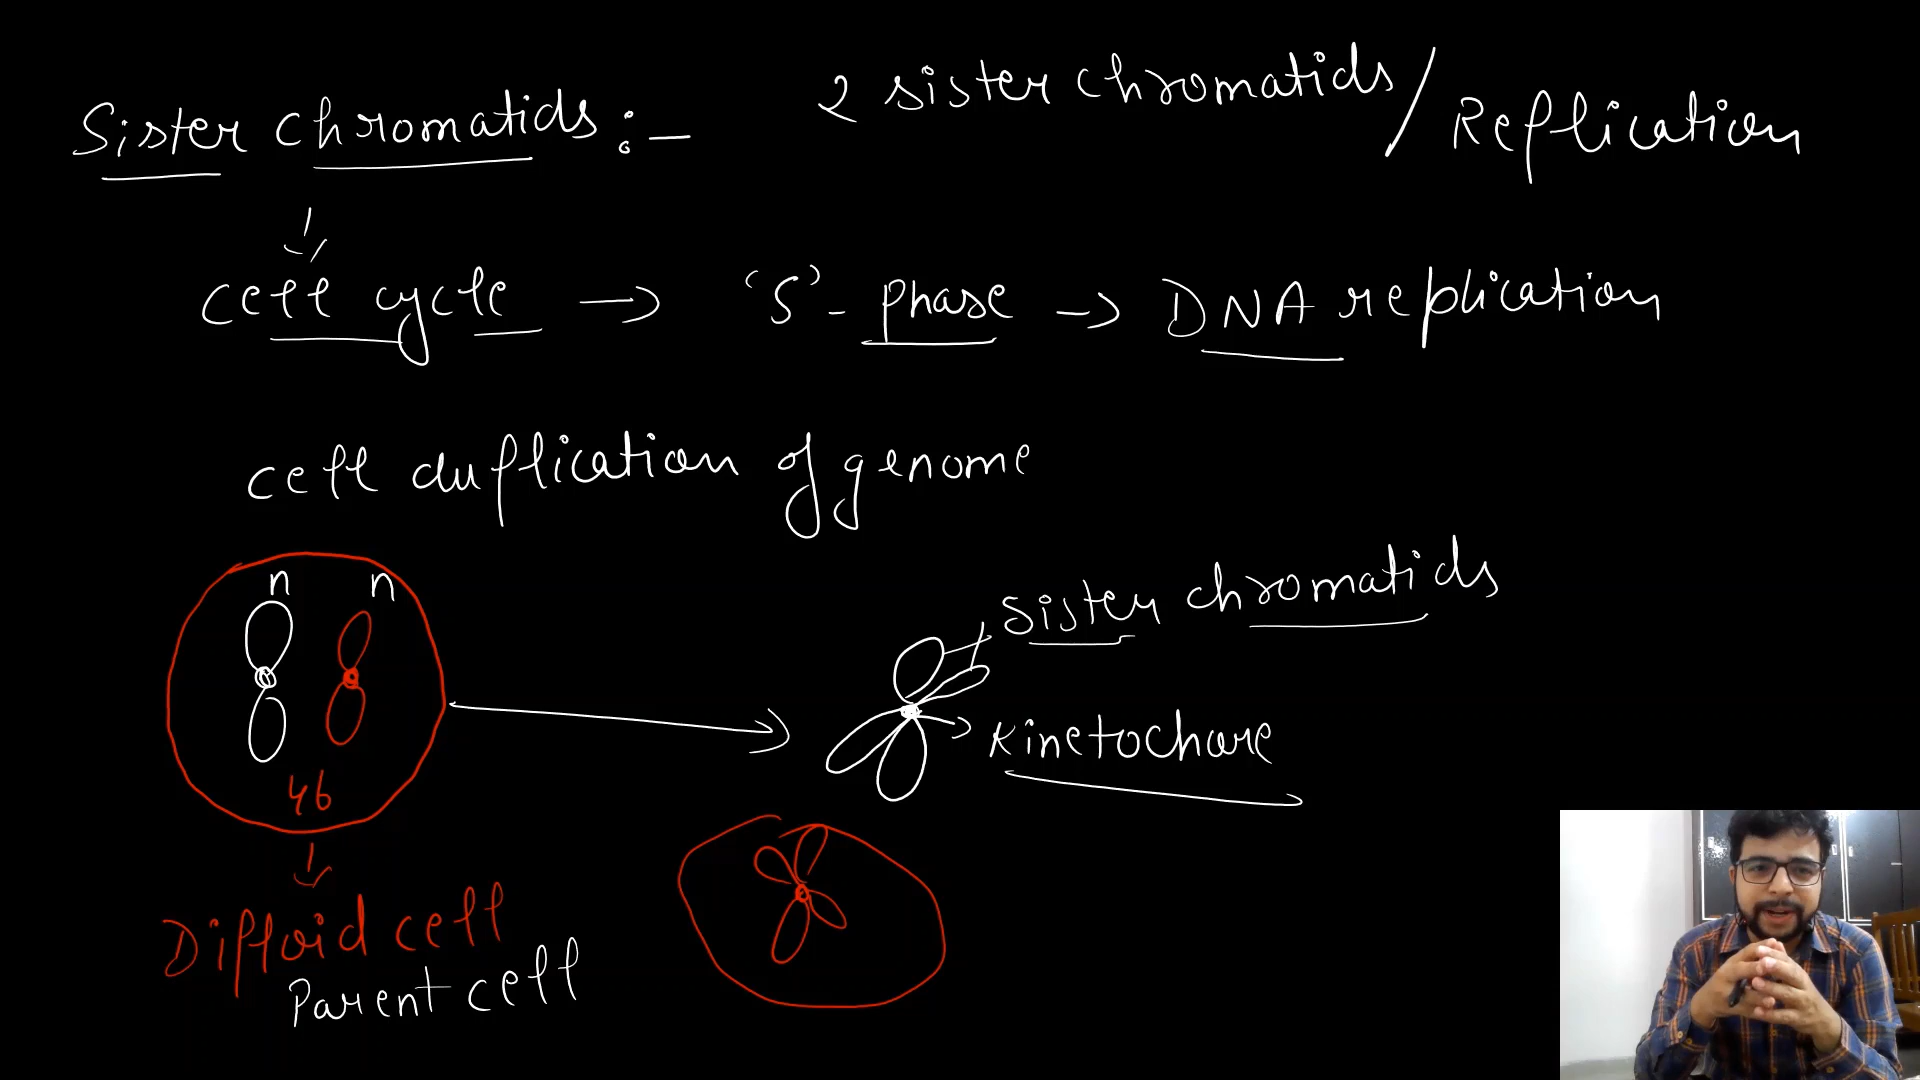 Sister chromatids :-
2 sister chromatids / Replication
cell cycle → 'S' - phase → DNA replication
cell duplication of genome
n n
46
Diploid cell
Parent cell
Sister chromatids
Kinetochore